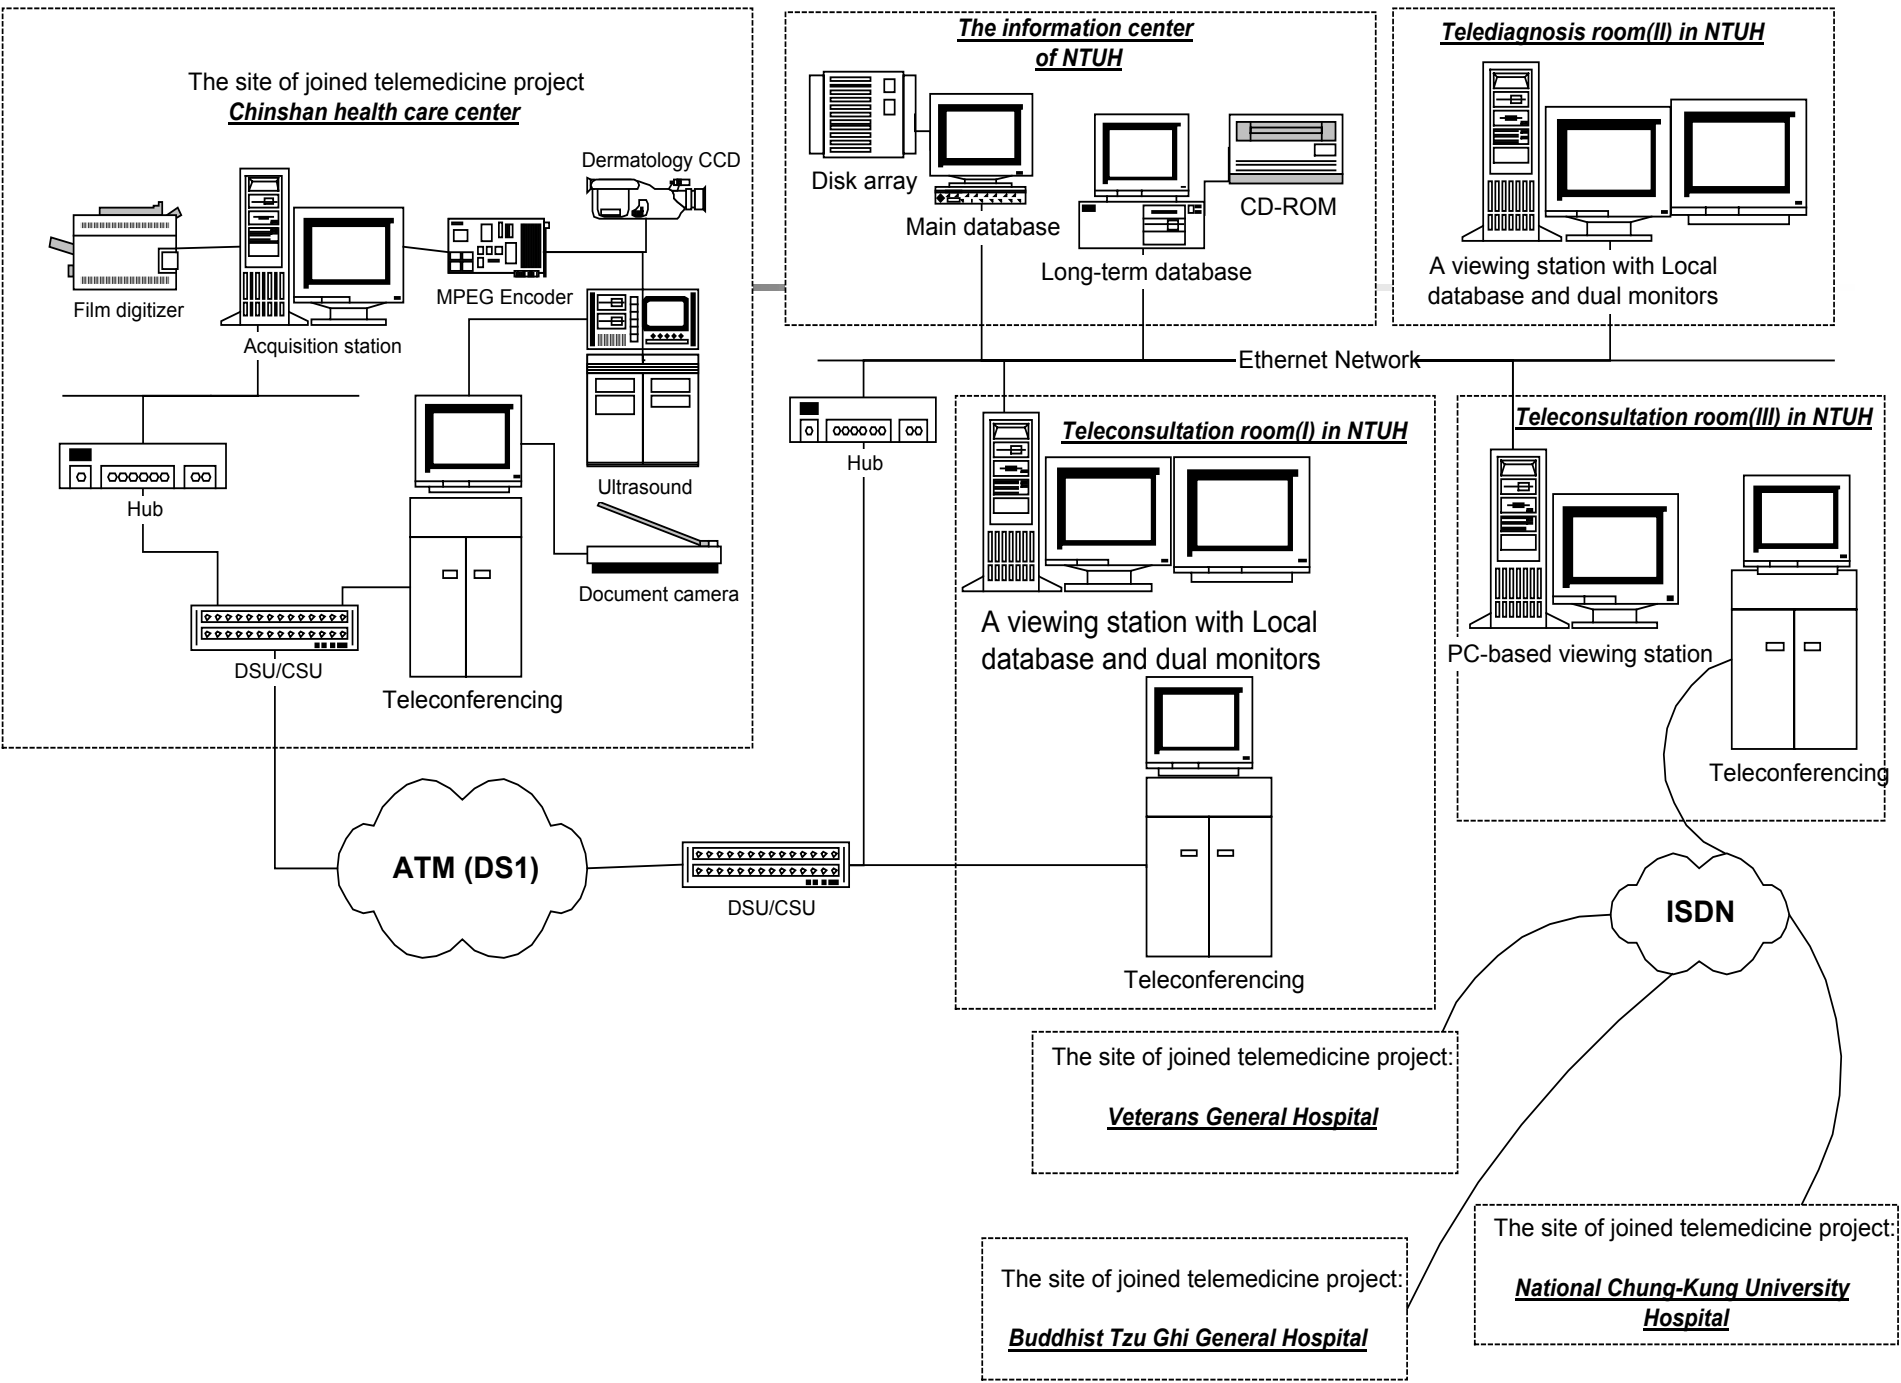 The site of joined telemedicine project
Chinshan health care center
Dermatology CCD
Film digitizer
MPEG Encoder
Acquisition station
Hub
Ultrasound
Document camera
DSU/CSU
Teleconferencing
The information center
of NTUH
Disk array
Main database
CD-ROM
Long-term database
Telediagnosis room(II) in NTUH
A viewing station with Local
database and dual monitors
Ethernet Network
Hub
Teleconsultation room(I) in NTUH
A viewing station with Local
database and dual monitors
Teleconferencing
Teleconsultation room(III) in NTUH
PC-based viewing station
Teleconferencing
ATM (DS1)
DSU/CSU
ISDN
The site of joined telemedicine project:
Veterans General Hospital
The site of joined telemedicine project:
Buddhist Tzu Ghi General Hospital
The site of joined telemedicine project:
National Chung-Kung University
Hospital